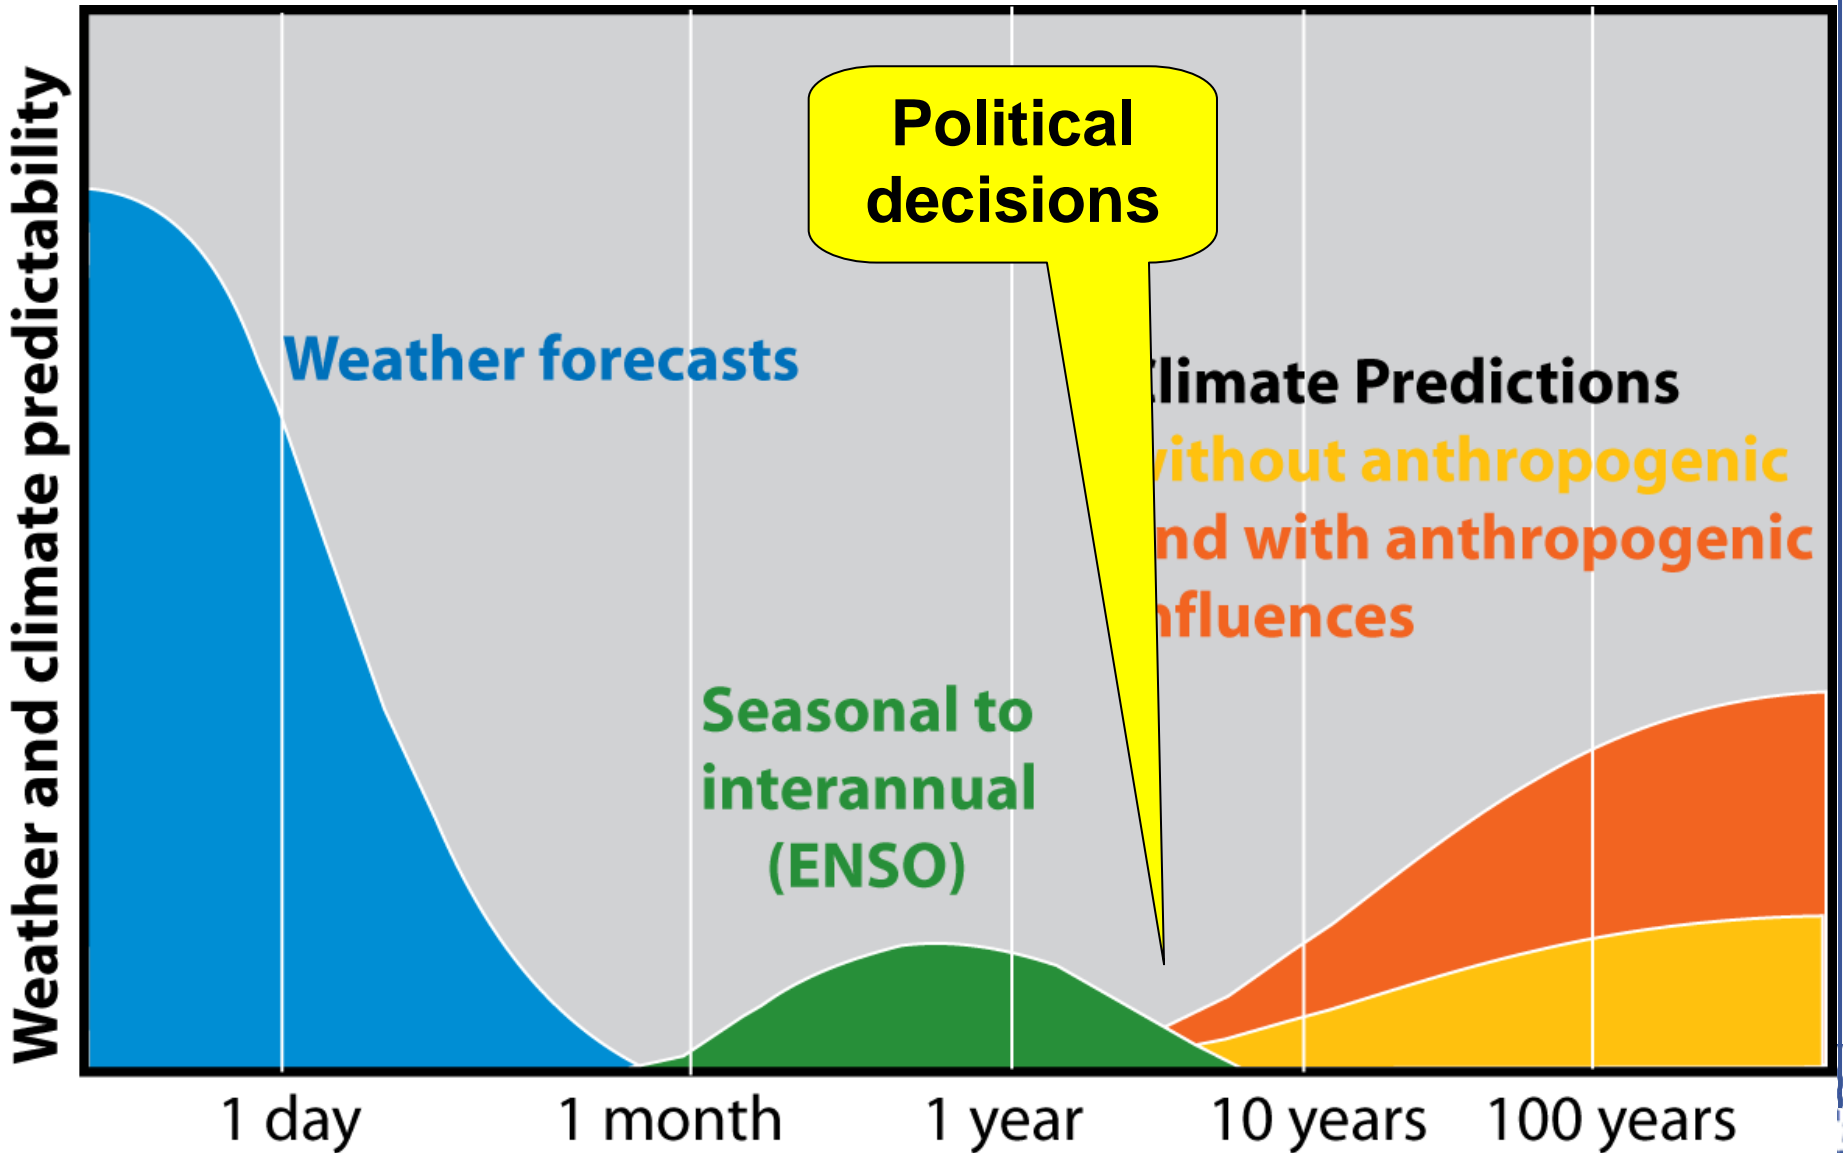 Weather and climate predictability
Political
decisions
Weather forecasts
limate Predictions
ithout anthropogenic
nd with anthropogenic
nfluences
Seasonal to
interannual
(ENSO)
1 day
1 month
1 year
10 years
100 years